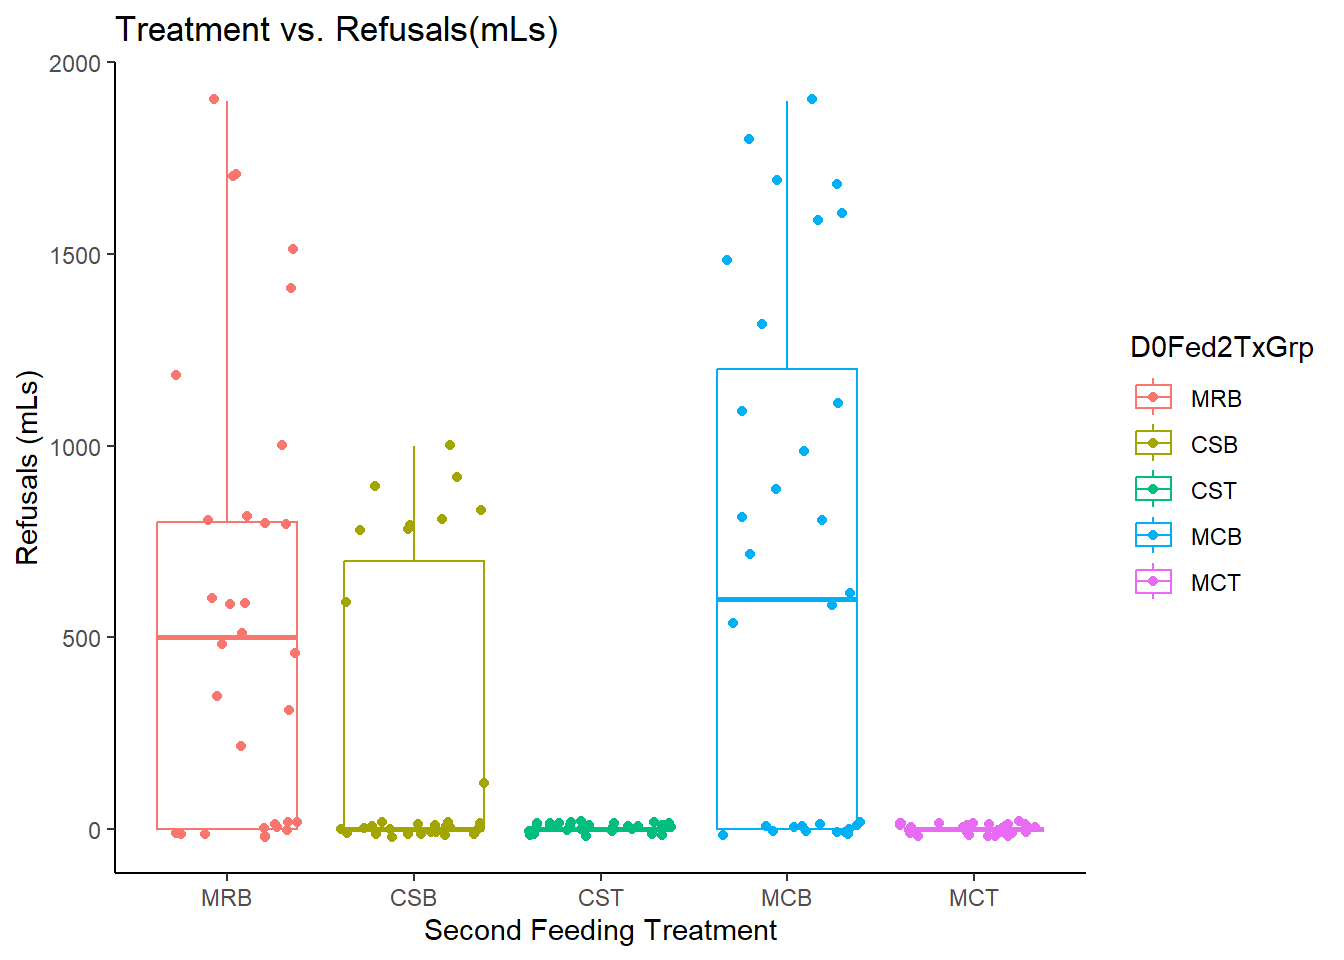 Treatment vs. Refusals(mLs)
2000
1500
1000
500
0
Refusals (mLs)
MRB
CSB
CST
MCB
MCT
Second Feeding Treatment
D0Fed2TxGrp
MRB
CSB
CST
MCB
MCT